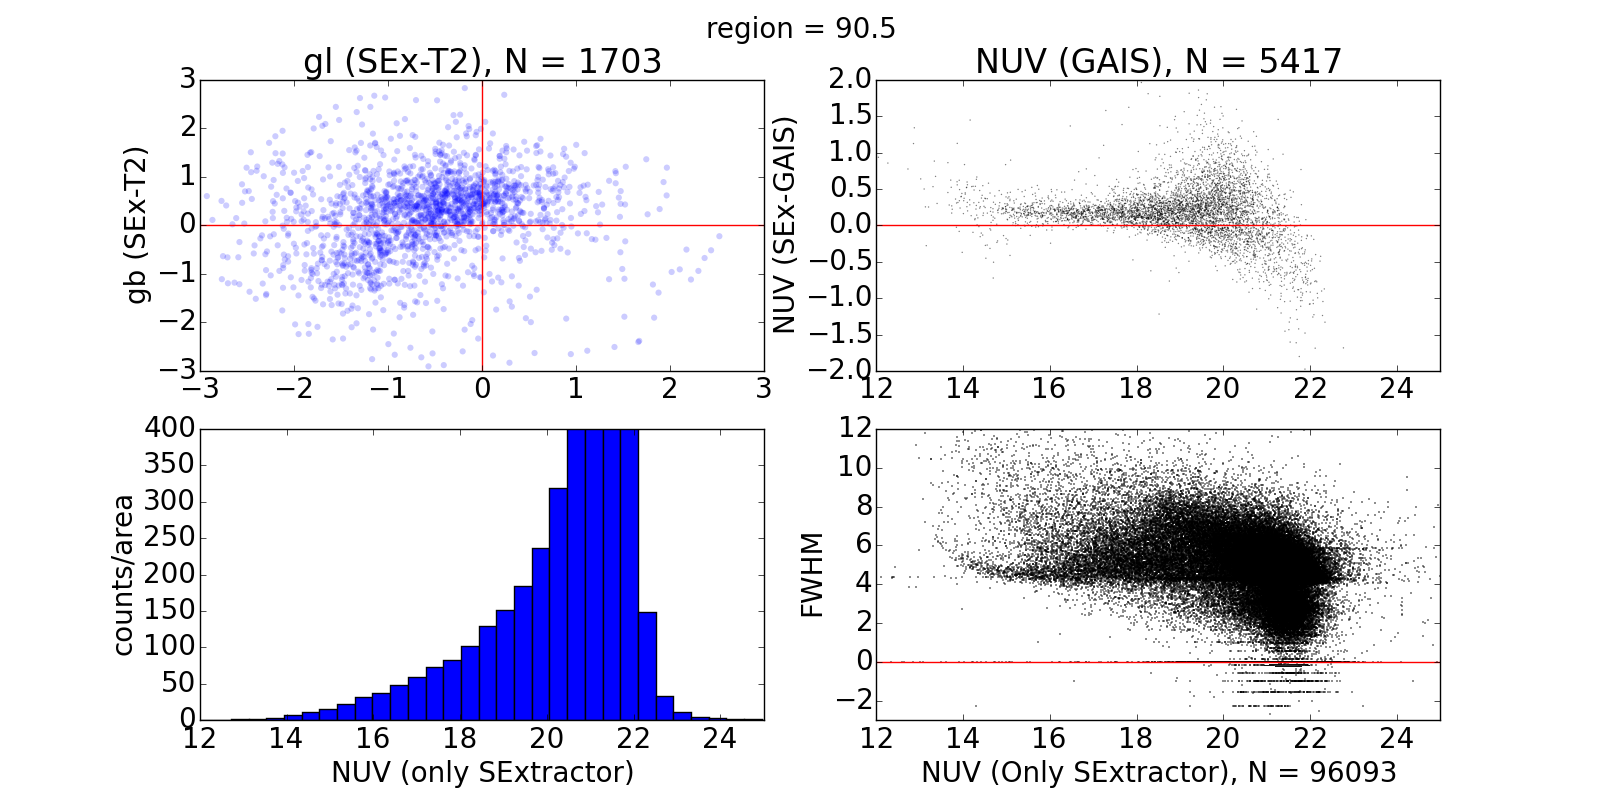 region = 90.5
gl (SEx-T2), N = 1703
NUV (GAIS), N = 5417
3
2
1
0
−1
−2
−3
gb (SEx-T2)
−3 −2 −1 0 1 2 3
2.0
1.5
1.0
0.5
0.0
−0.5
−1.0
−1.5
−2.0
NUV (SEx-GAIS)
12 14 16 18 20 22 24
400
350
300
250
200
150
100
50
0
counts/area
12 14 16 18 20 22 24
NUV (only SExtractor)
12
10
8
6
4
2
0
−2
FWHM
12 14 16 18 20 22 24
NUV (Only SExtractor), N = 96093